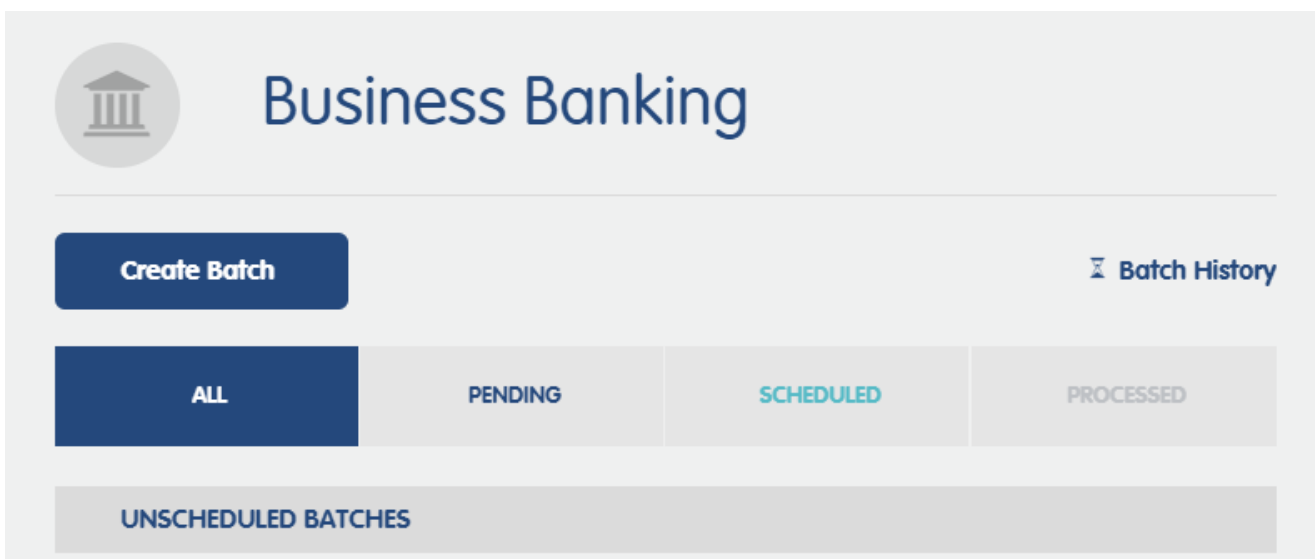 Business Banking
Create Batch
Batch History
ALL
PENDING
SCHEDULED
PROCESSED
UNSCHEDULED BATCHES